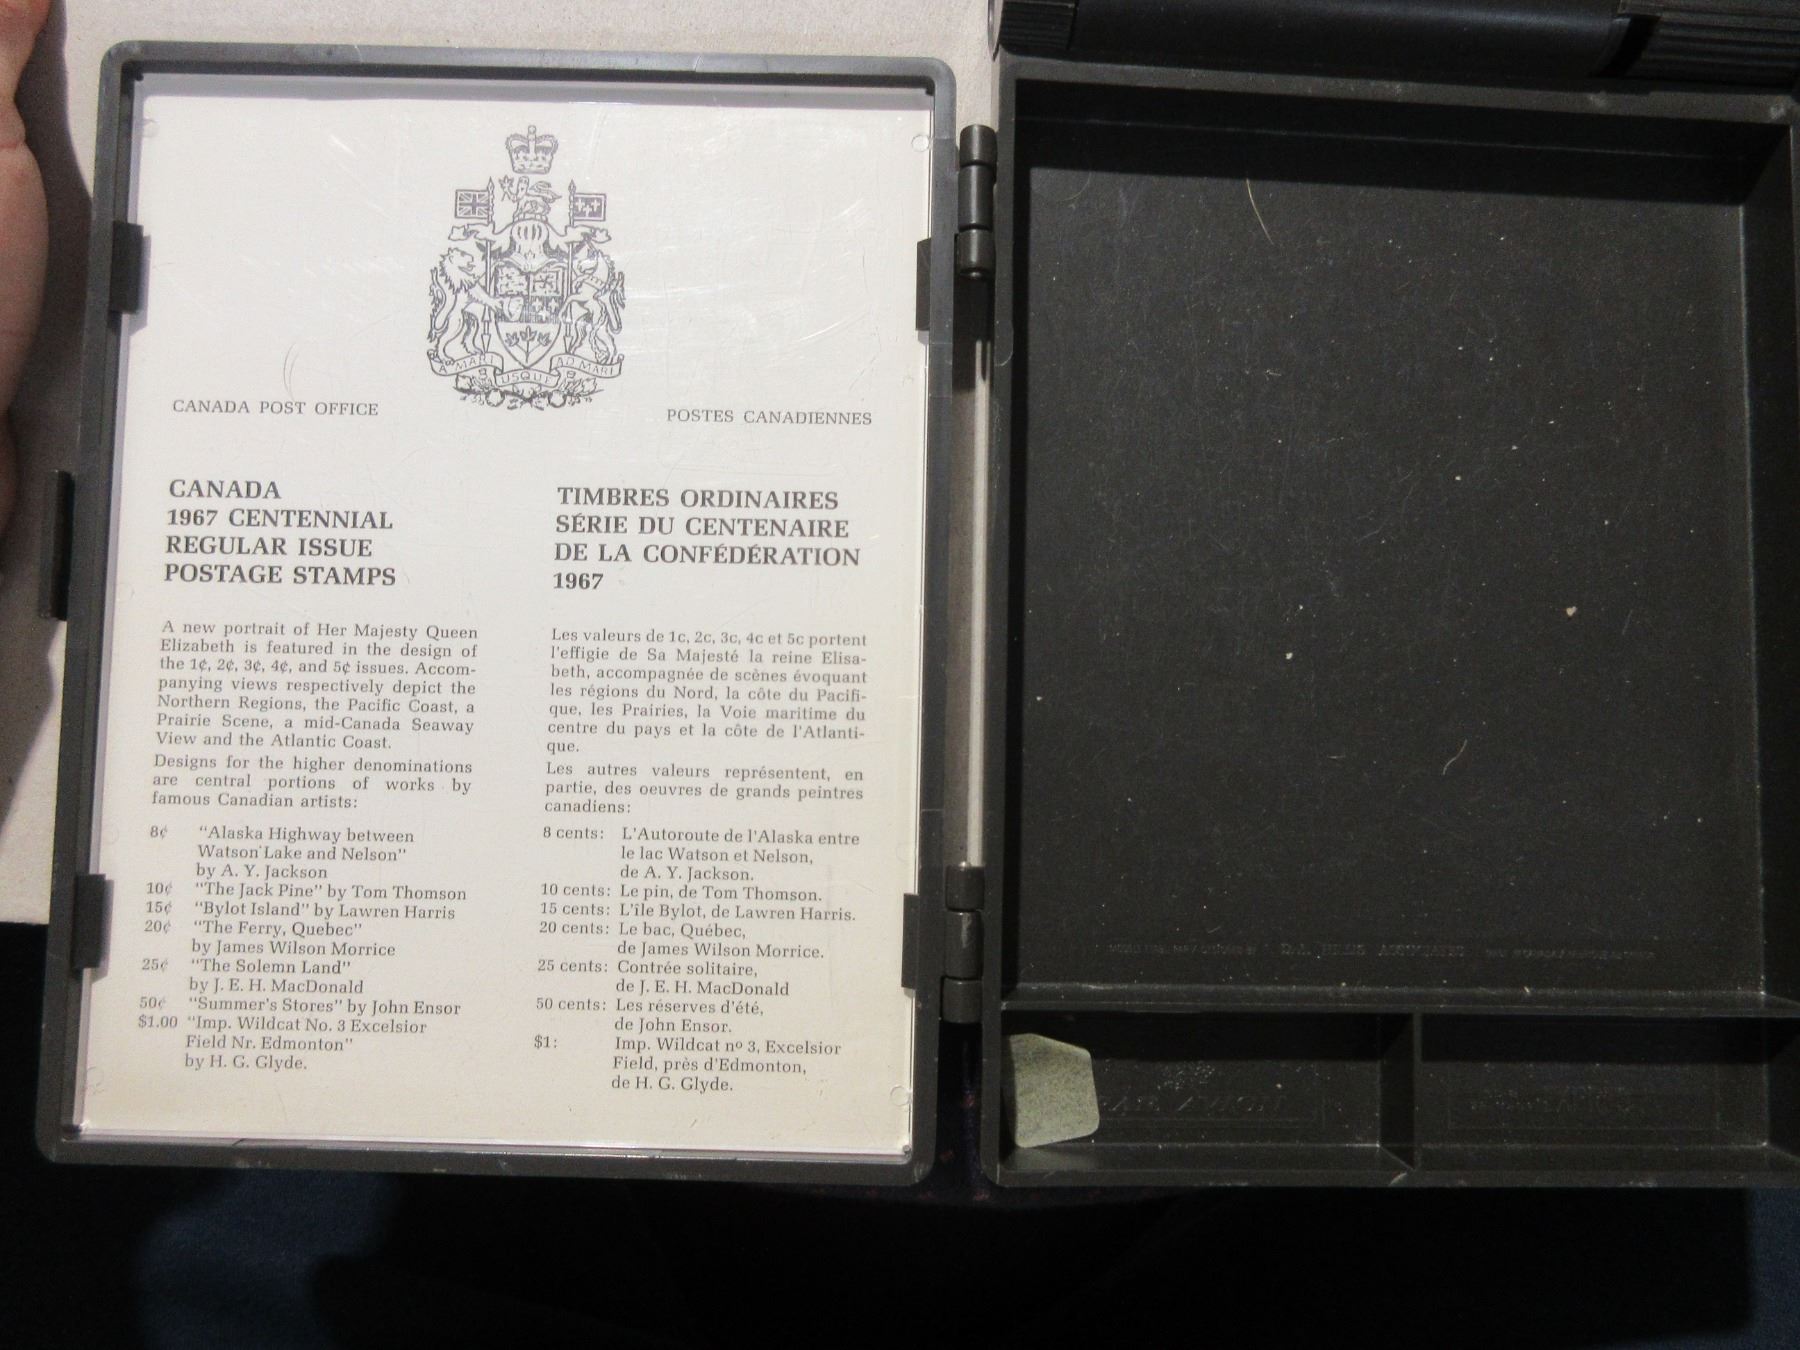 A MARI USQUE AD MARE
CANADA POST OFFICE
POSTES CANADIENNES
CANADA
1967 CENTENNIAL
REGULAR ISSUE
POSTAGE STAMPS
A new portrait of Her Majesty Queen
Elizabeth is featured in the design of
the 1¢, 2¢, 3¢, 4¢, and 5¢ issues. Accom-
panying views respectively depict the
Northern Regions, the Pacific Coast, a
Prairie Scene, a mid-Canada Seaway
View and the Atlantic Coast.
Designs for the higher denominations
are central portions of works by
famous Canadian artists:
8¢ "Alaska Highway between
Watson Lake and Nelson"
by A. Y. Jackson
10¢ "The Jack Pine" by Tom Thomson
15¢ "Bylot Island" by Lawren Harris
20¢ "The Ferry, Quebec"
by James Wilson Morrice
25¢ "The Solemn Land"
by J. E. H. MacDonald
50¢ "Summer's Stores" by John Ensor
$1.00 "Imp. Wildcat No. 3 Excelsior
Field Nr. Edmonton"
by H. G. Glyde.
TIMBRES ORDINAIRES
SÉRIE DU CENTENAIRE
DE LA CONFÉDÉRATION
1967
Les valeurs de 1c, 2c, 3c, 4c et 5c portent
l'effigie de Sa Majesté la reine Elisa-
beth, accompagnée de scènes évoquant
les régions du Nord, la côte du Pacifi-
que, les Prairies, la Voie maritime du
centre du pays et la côte de l'Atlanti-
que.
Les autres valeurs représentent, en
partie, des oeuvres de grands peintres
canadiens:
8 cents: L'Autoroute de l'Alaska entre
le lac Watson et Nelson,
de A. Y. Jackson.
10 cents: Le pin, de Tom Thomson.
15 cents: L'île Bylot, de Lawren Harris.
20 cents: Le bac, Québec,
de James Wilson Morrice.
25 cents: Contrée solitaire,
de J. E. H. MacDonald
50 cents: Les réserves d'été,
de John Ensor.
$1: Imp. Wildcat nº 3, Excelsior
Field, près d'Edmonton,
de H. G. Glyde.